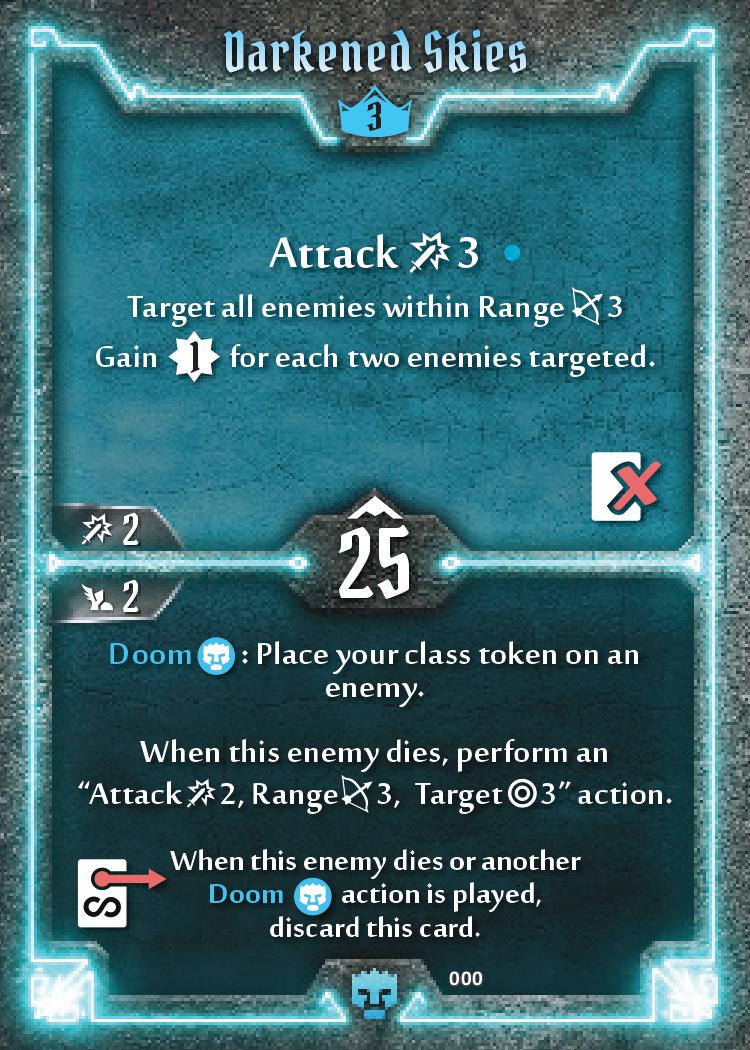 Darkened Skies
3
Attack 3
Target all enemies within Range 3
Gain 1 for each two enemies targeted.
2
25
2
Doom : Place your class token on an
enemy.
When this enemy dies, perform an
“Attack 2, Range 3, Target 3” action.
When this enemy dies or another
Doom action is played,
discard this card.
000